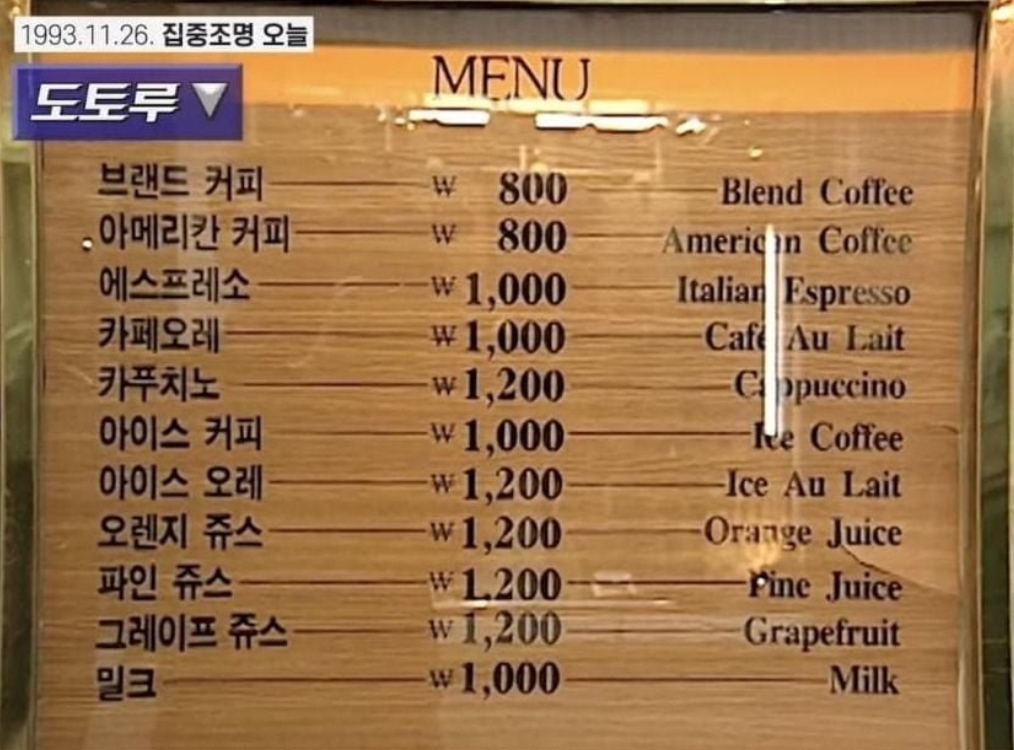 1993.11.26. 집중조명 오늘
도토루▼
MENU
브랜드 커피 ₩ 800 Blend Coffee
아메리칸 커피 ₩ 800 American Coffee
에스프레소 ₩ 1,000 Italian Espresso
카페오레 ₩ 1,000 Café Au Lait
카푸치노 ₩ 1,200 Cappuccino
아이스 커피 ₩ 1,000 Ice Coffee
아이스 오레 ₩ 1,200 Ice Au Lait
오렌지 쥬스 ₩ 1,200 Orange Juice
파인 쥬스 ₩ 1,200 Pine Juice
그레이프 쥬스 ₩ 1,200 Grapefruit
밀크 ₩ 1,000 Milk